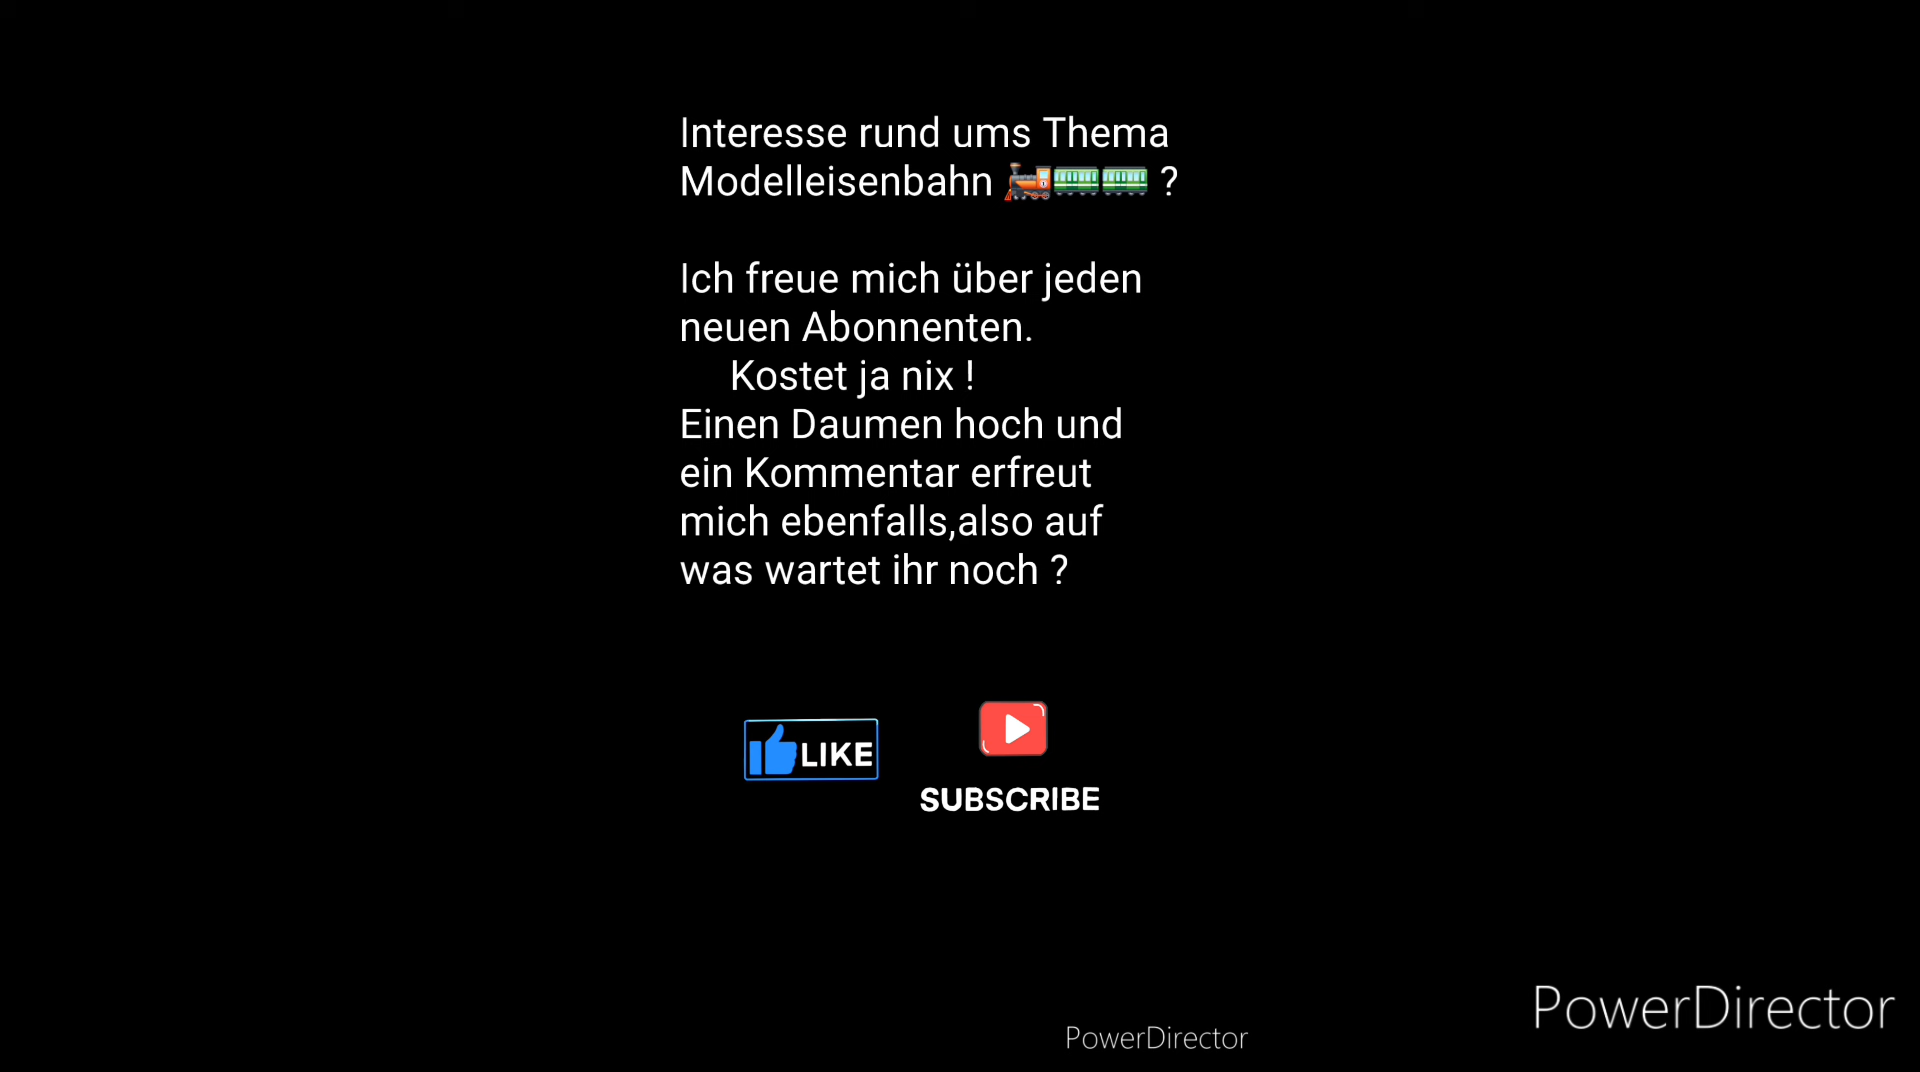 Interesse rund ums Thema
Modelleisenbahn 🚂🚃🚃 ?
Ich freue mich über jeden
neuen Abonnenten.
Kostet ja nix !
Einen Daumen hoch und
ein Kommentar erfreut
mich ebenfalls,also auf
was wartet ihr noch ?
LIKE
SUBSCRIBE
PowerDirector
PowerDirector